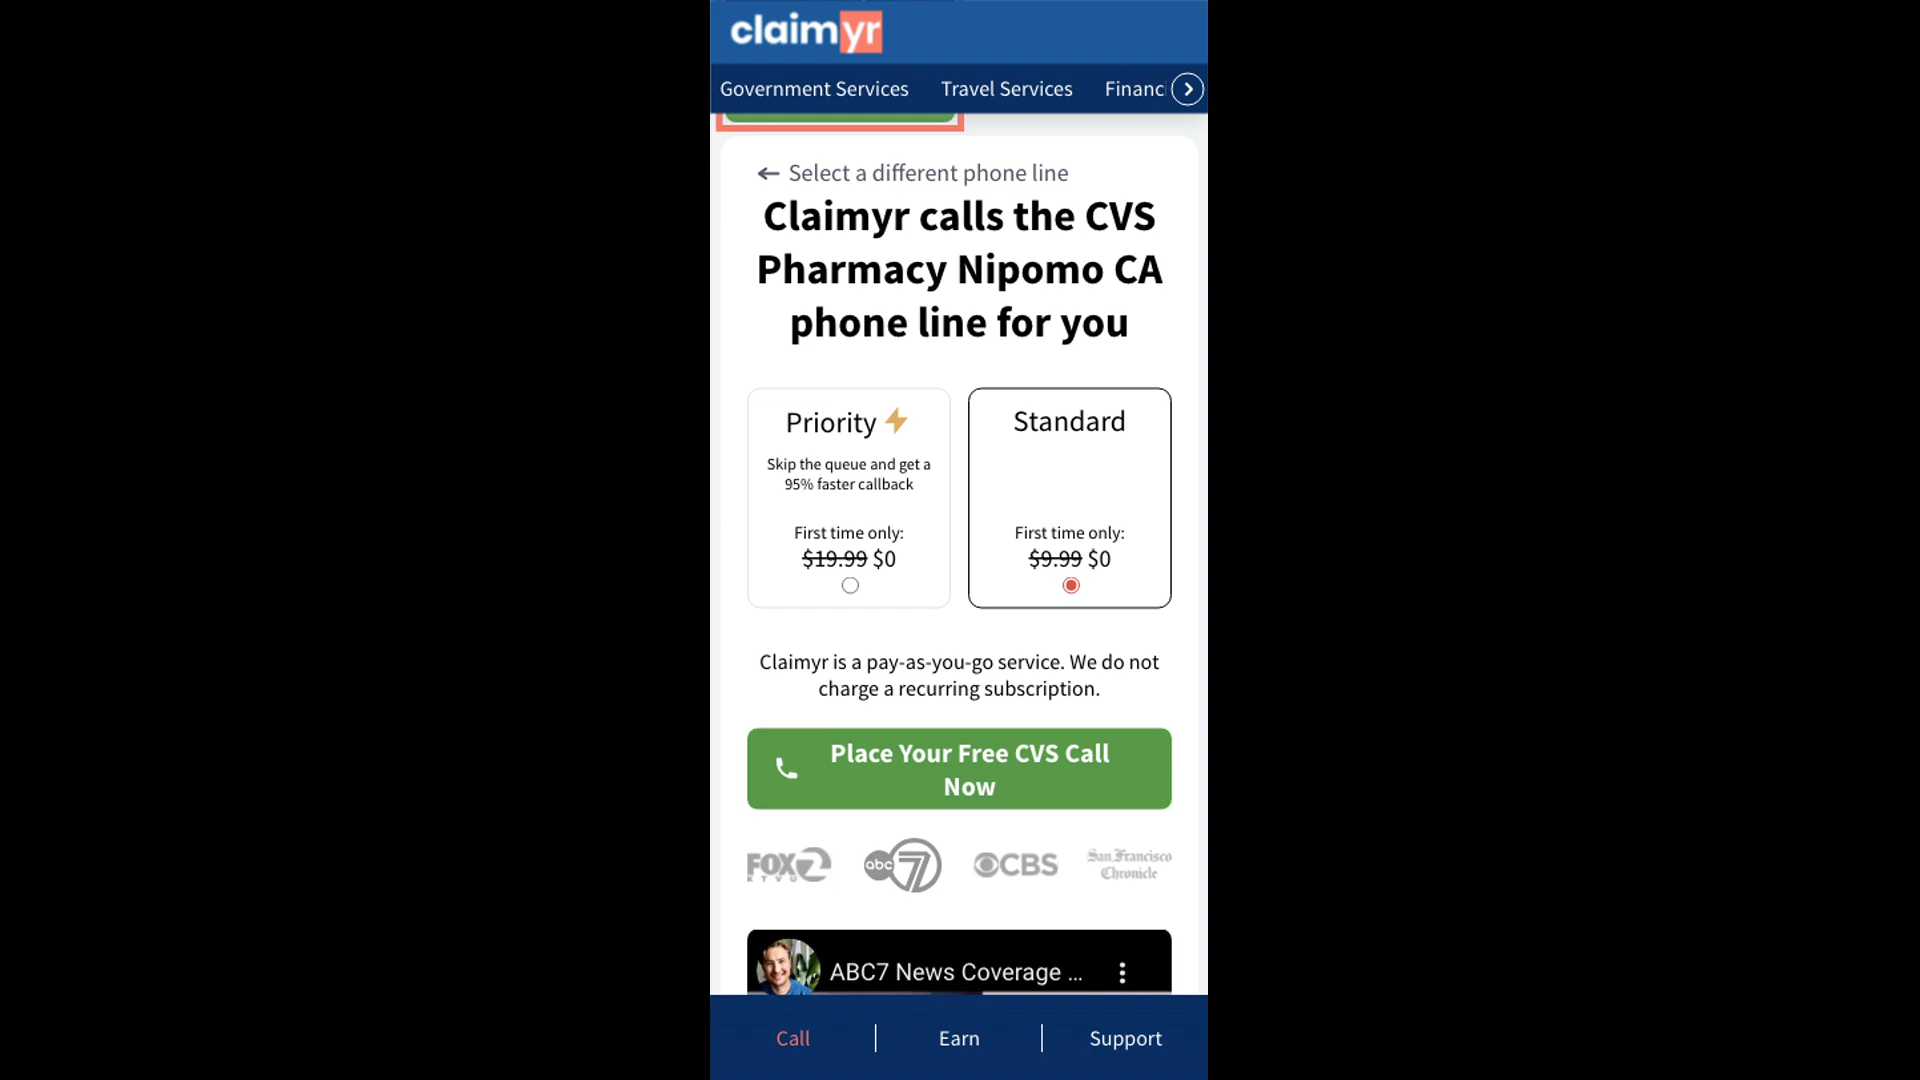 claimyr
Government Services Travel Services Financ
Select a different phone line
Claimyr calls the CVS
Pharmacy Nipomo CA
phone line for you
Priority
Skip the queue and get a
95% faster callback
First time only:
$19.99 $0
Standard
First time only:
$9.99 $0
Claimyr is a pay-as-you-go service. We do not
charge a recurring subscription.
Place Your Free CVS Call
Now
FOX 2
KTVU
abc 7
CBS
San Francisco
Chronicle
ABC7 News Coverage ...
Call Earn Support